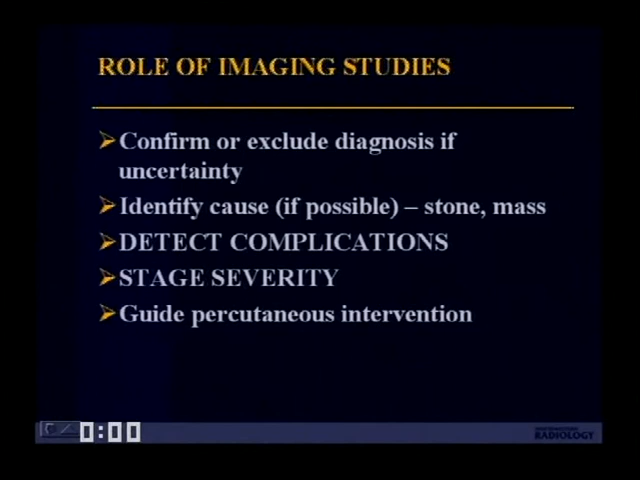 ROLE OF IMAGING STUDIES
Confirm or exclude diagnosis if
uncertainty
Identify cause (if possible) – stone, mass
DETECT COMPLICATIONS
STAGE SEVERITY
Guide percutaneous intervention
0:00
RADIOLOGY